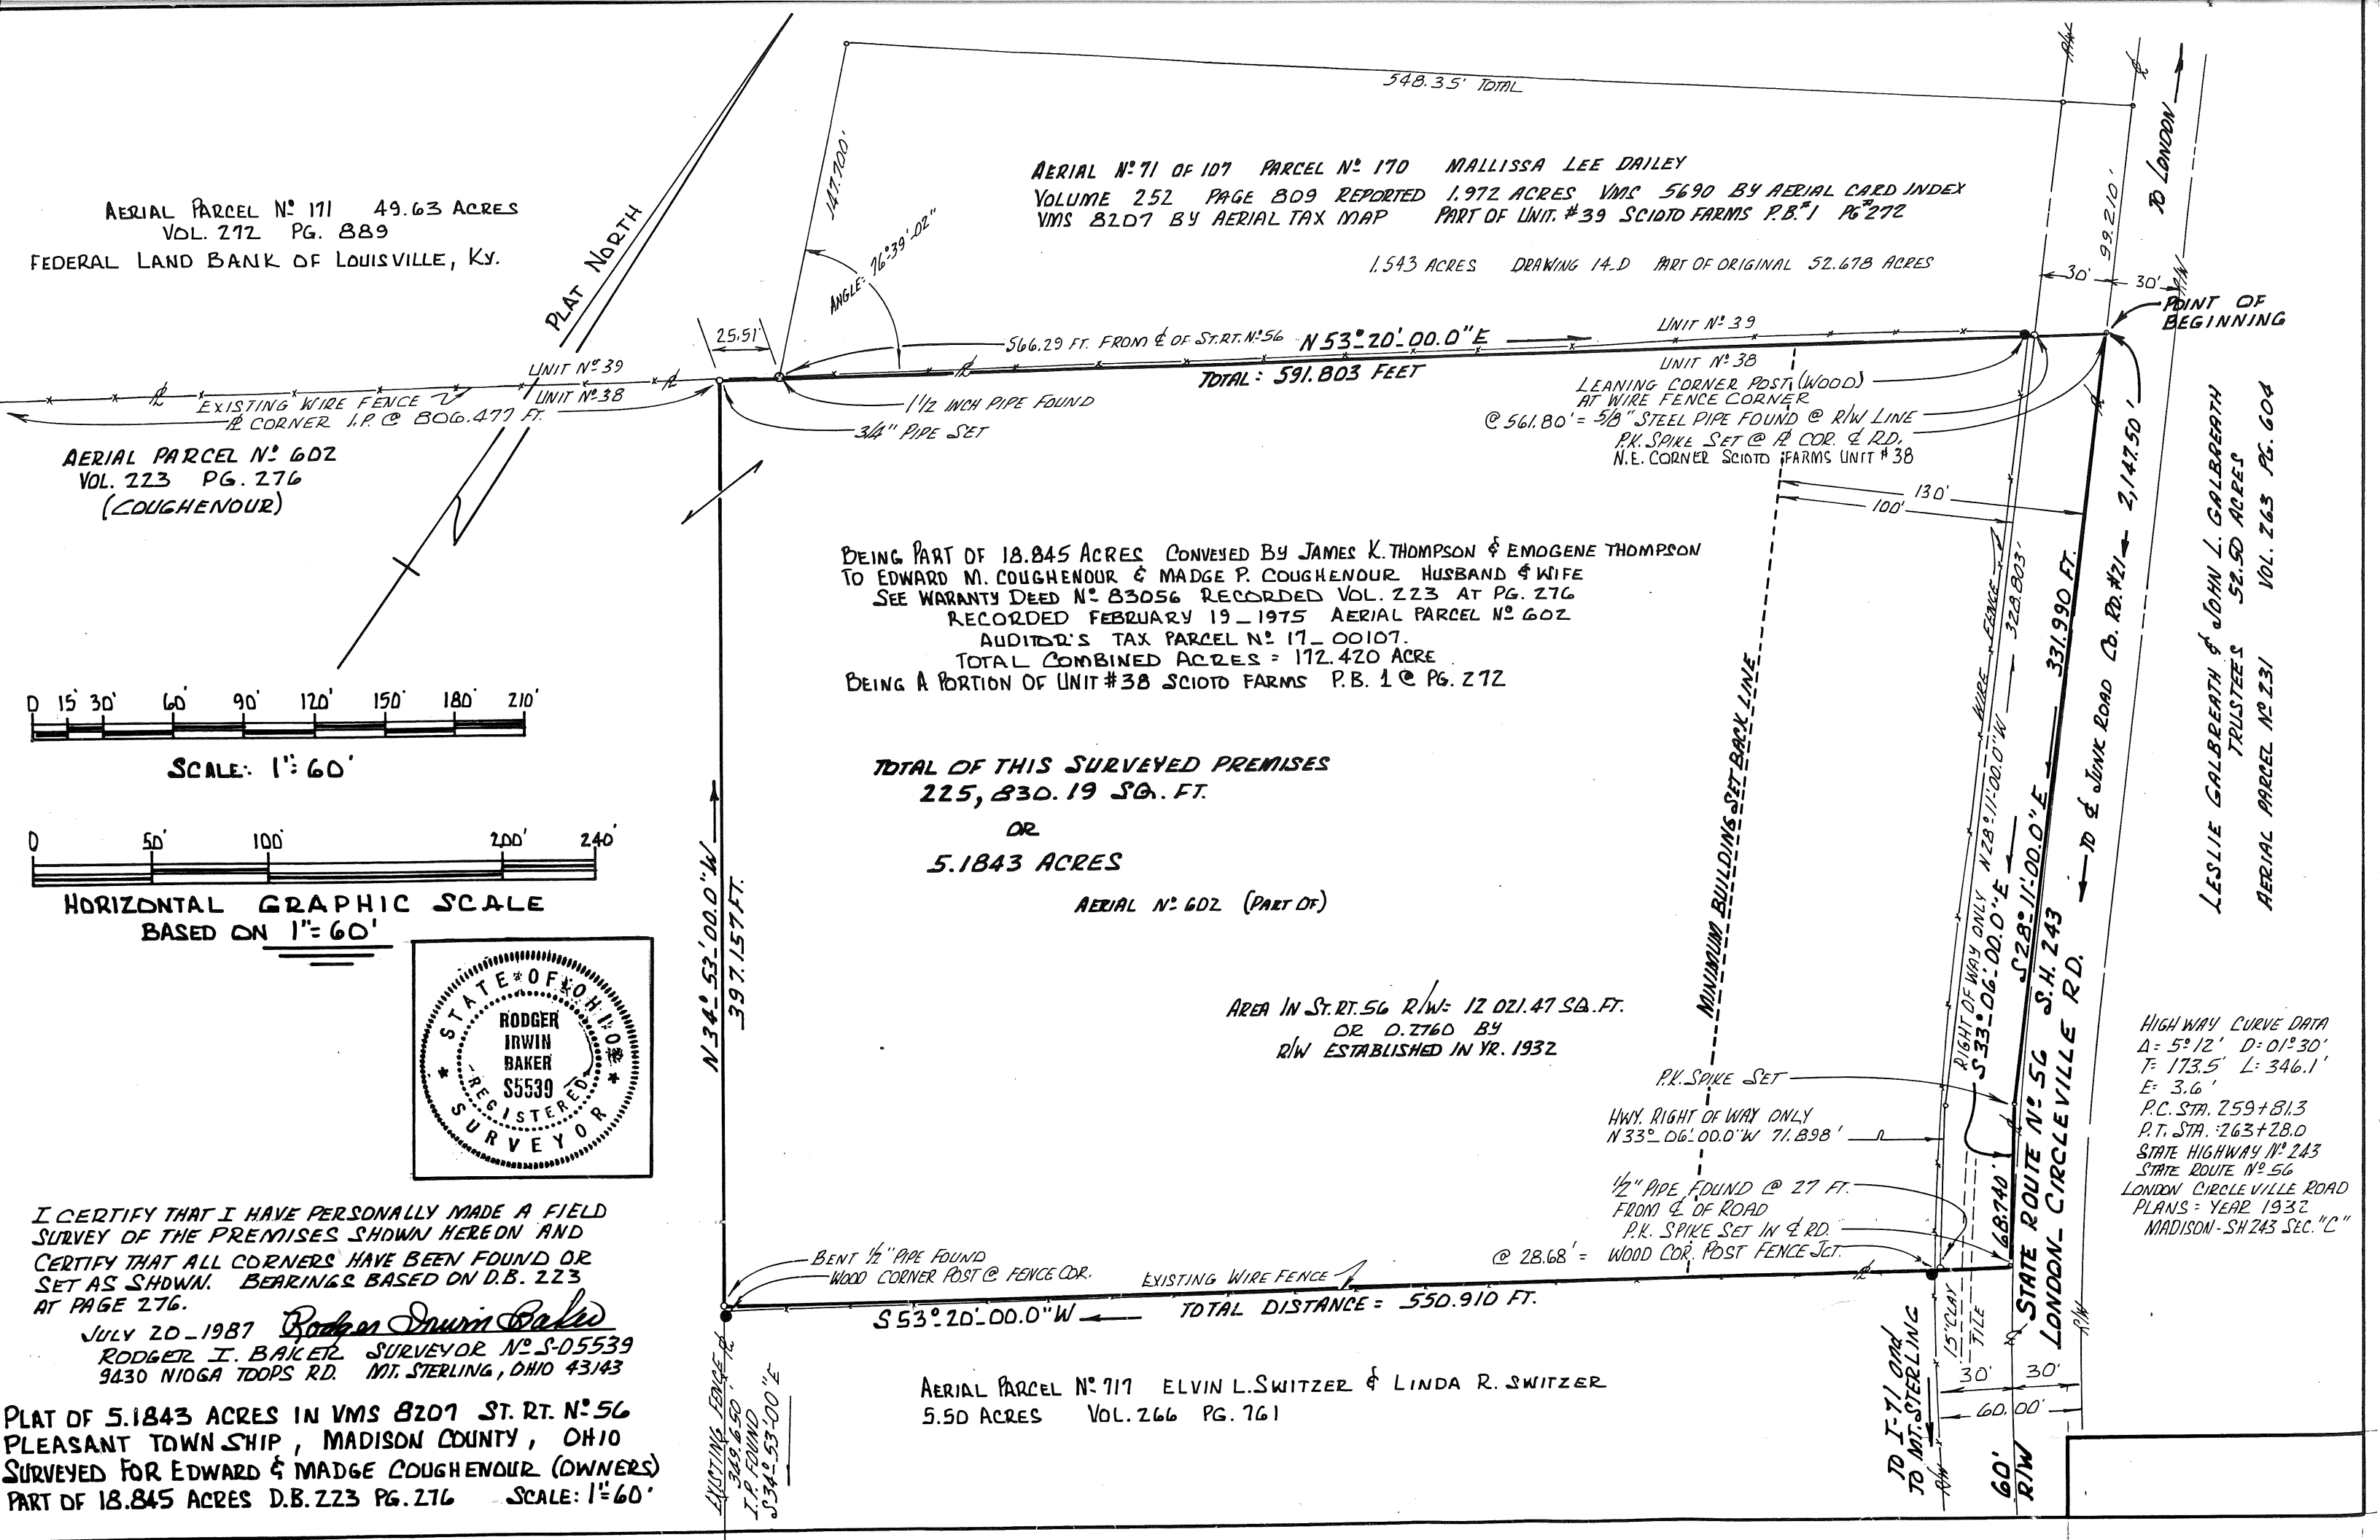 548.35' TOTAL
147.700'
ANGLE= 76°39'-02"
AERIAL Nº 71 OF 107 PARCEL Nº 170 MALLISSA LEE DAILEY
VOLUME 252 PAGE 809 REPORTED 1.972 ACRES VMS 5690 BY AERIAL CARD INDEX
VMS 8207 BY AERIAL TAX MAP PART OF UNIT. #39 SCIOTO FARMS P.B.#1 PG#272
1.543 ACRES DRAWING 14-D PART OF ORIGINAL 52.678 ACRES
99.210'
TO LONDON
R/W
30'
30'
R/W
POINT OF
BEGINNING
AERIAL PARCEL Nº 171 49.63 ACRES
VOL. 272 PG. 889
FEDERAL LAND BANK OF LOUISVILLE, KY.
PLAT NORTH
25.51'
566.29 FT. FROM ₵ OF ST.RT. Nº56
N 53°-20'-00.0" E
TOTAL: 591.803 FEET
UNIT Nº 39
UNIT Nº 38
UNIT Nº 39
UNIT Nº 38
EXISTING WIRE FENCE
PL CORNER I.P. @ 806.477 FT.
1 1/2 INCH PIPE FOUND
3/4" PIPE SET
LEANING CORNER POST (WOOD)
AT WIRE FENCE CORNER
@ 561.80' = 5/8" STEEL PIPE FOUND @ R/W LINE
P.K. SPIKE SET @ PL COR. ₵ RD.
N.E. CORNER SCIOTO FARMS UNIT #38
130'
100'
AERIAL PARCEL Nº 602
VOL. 223 PG. 276
(COUGHENOUR)
BEING PART OF 18.845 ACRES CONVEYED BY JAMES K. THOMPSON & EMOGENE THOMPSON
TO EDWARD M. COUGHENOUR & MADGE P. COUGHENOUR HUSBAND & WIFE
SEE WARANTY DEED Nº 83056 RECORDED VOL. 223 AT PG. 276
RECORDED FEBRUARY 19-1975 AERIAL PARCEL Nº 602
AUDITOR'S TAX PARCEL Nº 17-00107.
TOTAL COMBINED ACRES = 172.420 ACRE
BEING A PORTION OF UNIT #38 SCIOTO FARMS P.B. 1 @ PG. 272
TOTAL OF THIS SURVEYED PREMISES
225,830.19 SQ. FT.
OR
5.1843 ACRES
AERIAL Nº 602 (PART OF)
MINIMUM BUILDING SET BACK LINE
WIRE FENCE
RIGHT OF WAY ONLY N28°-11'-00.0"W 328.803'
S33°-06'-00.0"E
S28°-11'-00.0"E 331.990 FT.
TO ₵ JUNK ROAD CO. RD. #21 2,147.50'
STATE ROUTE Nº 56 S.H. 243
LONDON-CIRCLEVILLE RD.
LESLIE GALBREATH & JOHN L. GALBREATH
TRUSTEES 52.50 ACRES
AERIAL PARCEL Nº 231 VOL. 263 PG. 604
0 15' 30' 60' 90' 120' 150' 180' 210'
SCALE: 1"=60'
0 50' 100' 200' 240'
HORIZONTAL GRAPHIC SCALE
BASED ON 1"=60'
STATE OF OHIO
RODGER
IRWIN
BAKER
S5539
REGISTERED
SURVEYOR
N34°-53'-00.0"W
397.157 FT.
AREA IN ST.RT.56 R/W= 12 021.47 SQ.FT.
OR 0.2760 BY
R/W ESTABLISHED IN YR. 1932
P.K. SPIKE SET
HWY. RIGHT OF WAY ONLY
N33°-06'-00.0"W 71.898'
1/2" PIPE FOUND @ 27 FT.
FROM ₵ OF ROAD
P.K. SPIKE SET IN ₵ RD.
@ 28.68' = WOOD COR. POST FENCE JCT.
68.740'
HIGHWAY CURVE DATA
Δ= 5°12' D=01°30'
T= 173.5' L= 346.1'
E= 3.6'
P.C. STA. 259+81.3
P.T. STA. =263+28.0
STATE HIGHWAY Nº 243
STATE ROUTE Nº 56
LONDON CIRCLEVILLE ROAD
PLANS = YEAR 1932
MADISON-SH 243 SEC. "C"
BENT 1/2" PIPE FOUND
WOOD CORNER POST @ FENCE COR.
EXISTING WIRE FENCE
S53°-20'-00.0"W
TOTAL DISTANCE = 550.910 FT.
EXISTING FENCE PL
349.650'
I.P. FOUND
S34°-53'-00"E
AERIAL PARCEL Nº 717 ELVIN L. SWITZER & LINDA R. SWITZER
5.50 ACRES VOL. 266 PG. 761
15" CLAY
TILE
TO I-71 and
TO MT. STERLING
R/W
R/W
30'
30'
60.00'
60'
R/W
I CERTIFY THAT I HAVE PERSONALLY MADE A FIELD
SURVEY OF THE PREMISES SHOWN HEREON AND
CERTIFY THAT ALL CORNERS HAVE BEEN FOUND OR
SET AS SHOWN. BEARINGS BASED ON D.B. 223
AT PAGE 276.
JULY 20-1987 Rodger Irwin Baker
RODGER I. BAKER SURVEYOR Nº S-05539
9430 NIOGA TOOPS RD. MT. STERLING, OHIO 43143
PLAT OF 5.1843 ACRES IN VMS 8207 ST. RT. Nº 56
PLEASANT TOWNSHIP, MADISON COUNTY, OHIO
SURVEYED FOR EDWARD & MADGE COUGHENOUR (OWNERS)
PART OF 18.845 ACRES D.B. 223 PG. 276 SCALE: 1"=60'